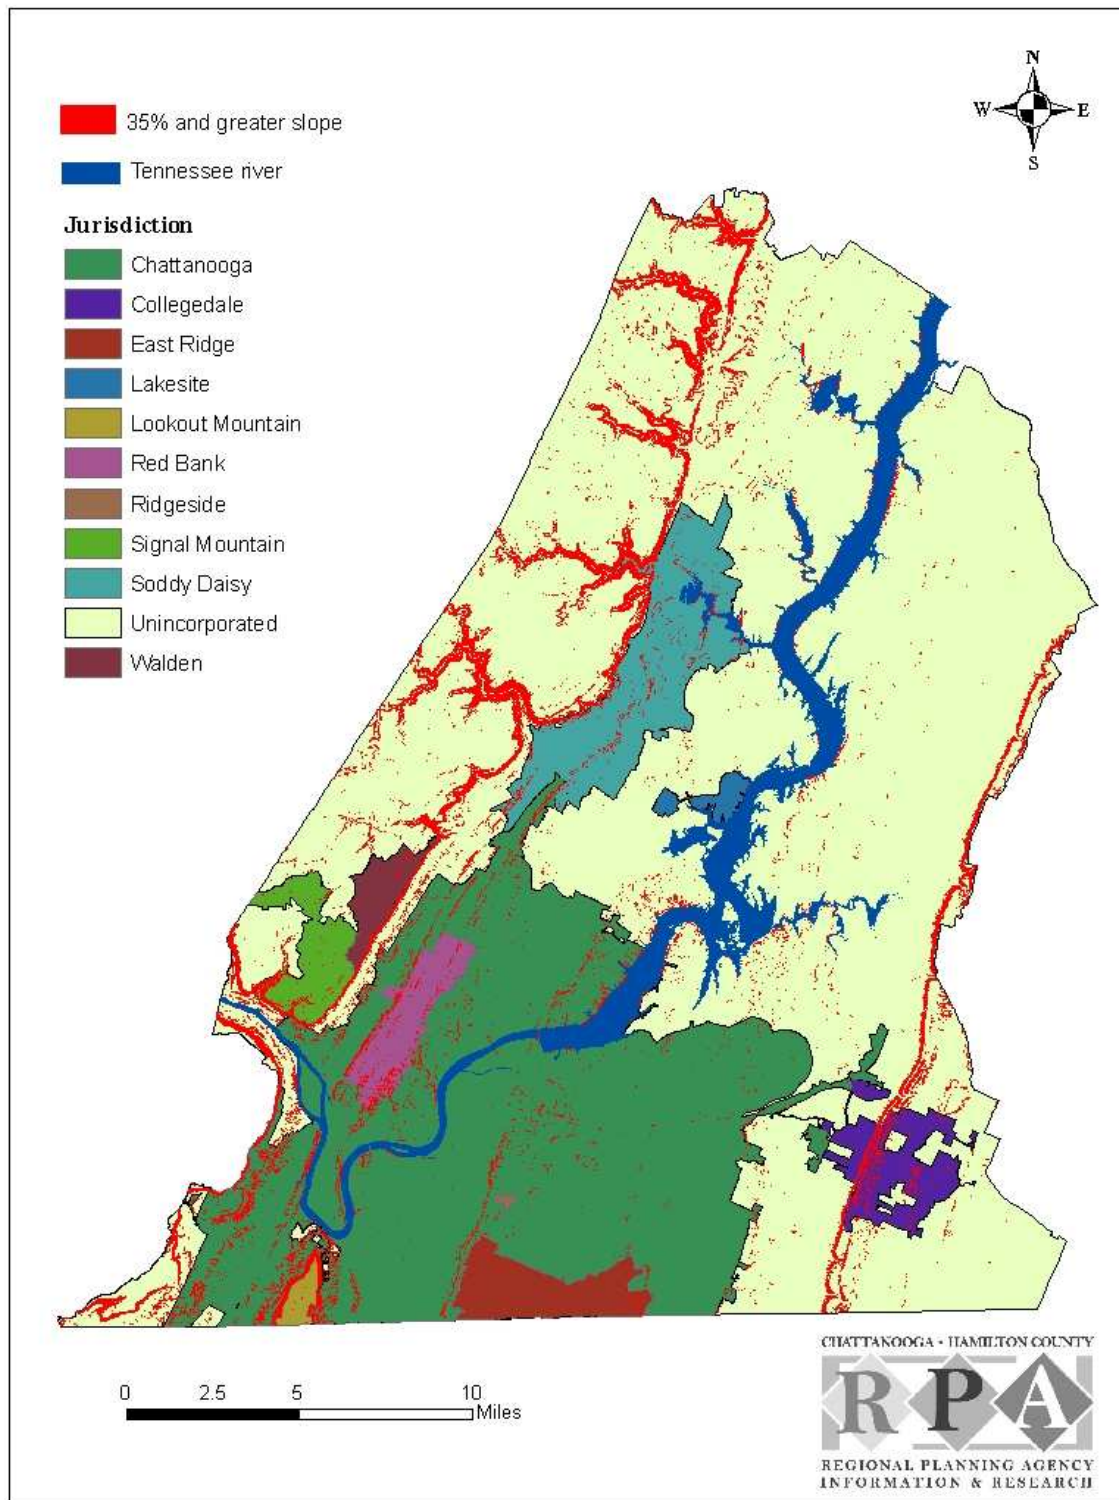 N
W E
S
35% and greater slope
Tennessee river
Jurisdiction
Chattanooga
Collegedale
East Ridge
Lakesite
Lookout Mountain
Red Bank
Ridgeside
Signal Mountain
Soddy Daisy
Unincorporated
Walden
0 2.5 5 10
Miles
CHATTANOOGA • HAMILTON COUNTY
RPA
REGIONAL PLANNING AGENCY
INFORMATION & RESEARCH